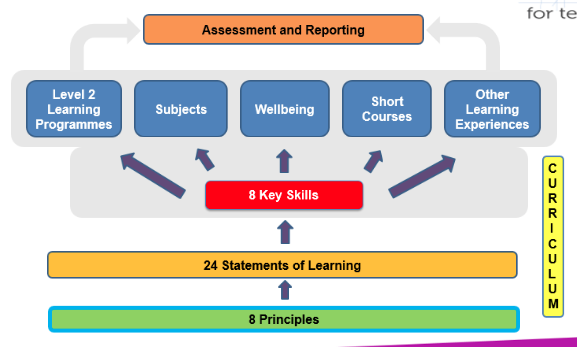 for te
Assessment and Reporting
Level 2
Learning
Programmes
Subjects
Wellbeing
Short
Courses
Other
Learning
Experiences
8 Key Skills
24 Statements of Learning
8 Principles
CURRICULUM